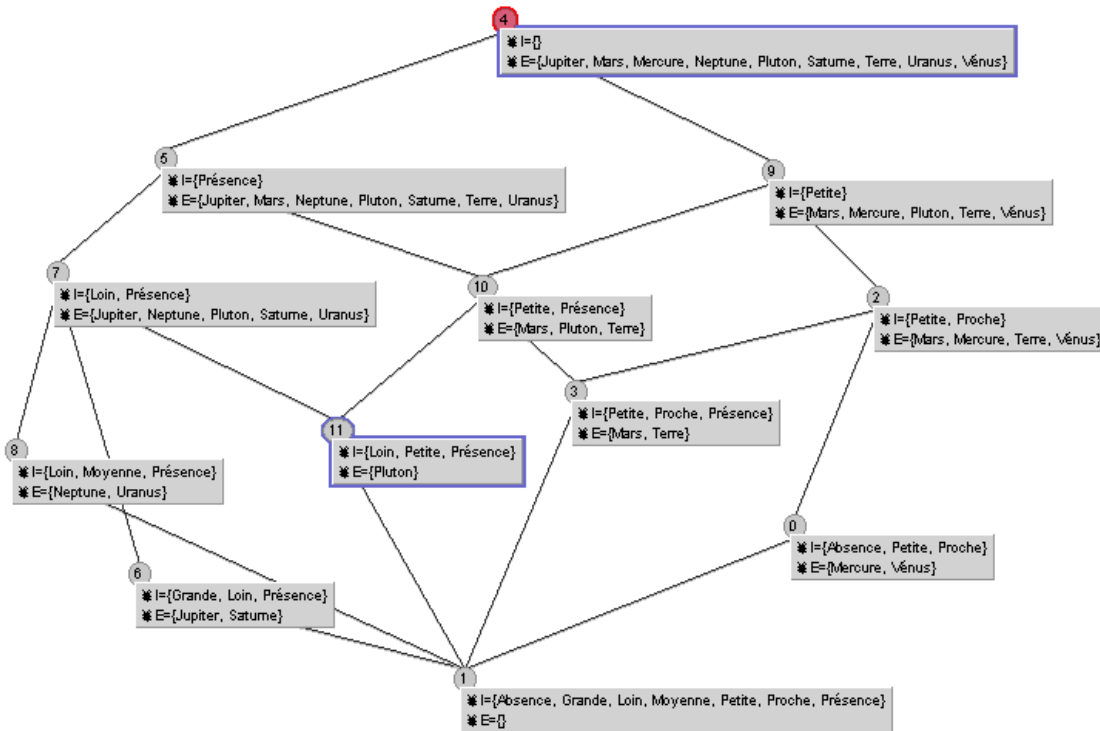 4
I={}
E={Jupiter, Mars, Mercure, Neptune, Pluton, Saturne, Terre, Uranus, Vénus}
5
I={Présence}
E={Jupiter, Mars, Neptune, Pluton, Saturne, Terre, Uranus}
9
I={Petite}
E={Mars, Mercure, Pluton, Terre, Vénus}
7
I={Loin, Présence}
E={Jupiter, Neptune, Pluton, Saturne, Uranus}
10
I={Petite, Présence}
E={Mars, Pluton, Terre}
2
I={Petite, Proche}
E={Mars, Mercure, Terre, Vénus}
3
I={Petite, Proche, Présence}
E={Mars, Terre}
11
I={Loin, Petite, Présence}
E={Pluton}
8
I={Loin, Moyenne, Présence}
E={Neptune, Uranus}
0
I={Absence, Petite, Proche}
E={Mercure, Vénus}
6
I={Grande, Loin, Présence}
E={Jupiter, Saturne}
1
I={Absence, Grande, Loin, Moyenne, Petite, Proche, Présence}
E={}